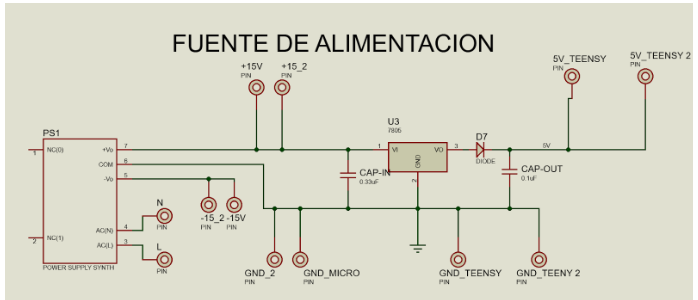 FUENTE DE ALIMENTACION
+15V
PIN
+15_2
PIN
5V_TEENSY
PIN
5V_TEENSY 2
PIN
PS1
1
NC(0)
+Vo
7
COM
6
-Vo
5
2
NC(1)
AC(N)
4
AC(L)
3
POWER SUPPLY SYNTH
N
PIN
L
PIN
-15_2
PIN
-15V
PIN
CAP-IN
0.33uF
U3
7805
1
VI
VO
3
GND
2
D7
DIODE
5V
CAP-OUT
0.1uF
GND_2
PIN
GND_MICRO
PIN
GND_TEENSY
PIN
GND_TEENY 2
PIN